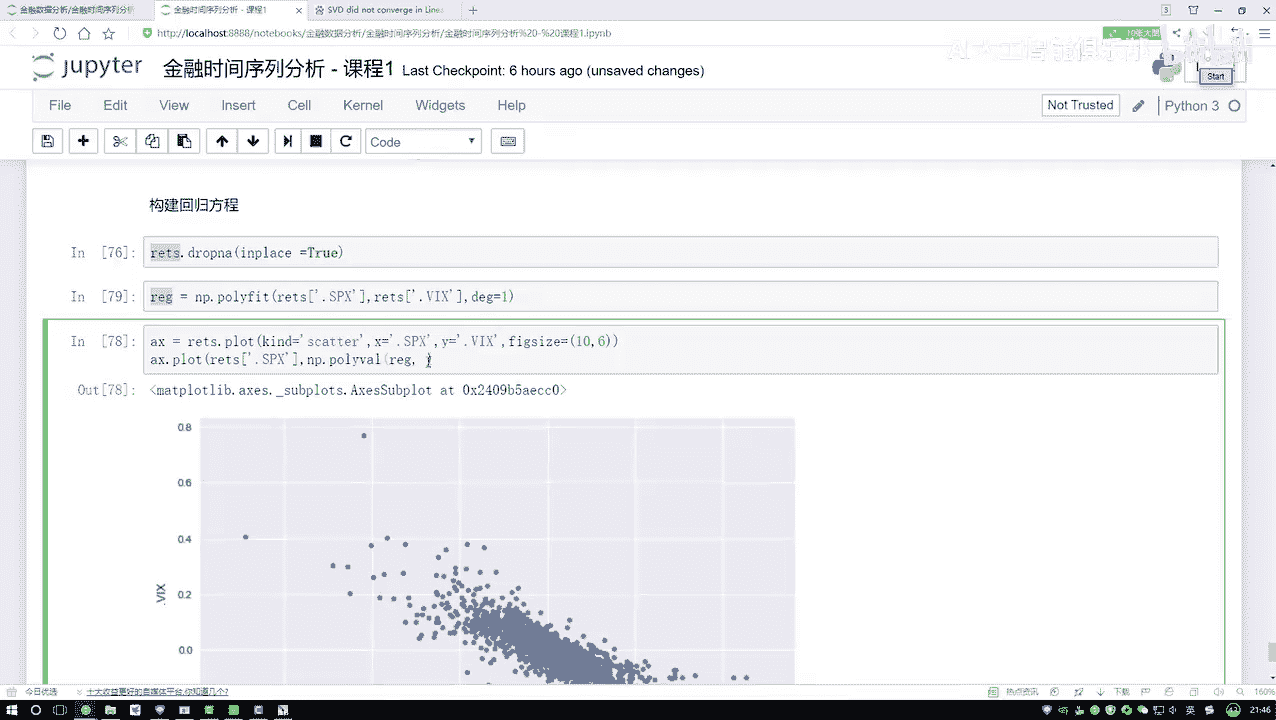 金融数据分析/金融时间序列分析
金融时间序列分析 - 课程1
SVD did not converge in Linea
http://localhost:8888/notebooks/金融数据分析/金融时间序列分析/金融时间序列分析%20-%20课程1.ipynb
jupyter 金融时间序列分析 - 课程1 Last Checkpoint: 6 hours ago (unsaved changes)
Start
File Edit View Insert Cell Kernel Widgets Help
Not Trusted Python 3
Code
构建回归方程
In [76]: rets.dropna(inplace =True)
In [79]: reg = np.polyfit(rets['.SPX'],rets['.VIX'],deg=1)
In [78]: ax = rets.plot(kind='scatter',x='.SPX',y='.VIX',figsize=(10,6))
ax.plot(rets['.SPX'],np.polyval(reg, )
Out[78]: <matplotlib.axes._subplots.AxesSubplot at 0x2409b5aecc0>
0.8
0.6
0.4
.VIX
0.2
0.0
今日优选 十大收益更好的自媒体平台,你知道几个? 热点资讯 下载 160%
英 21:46